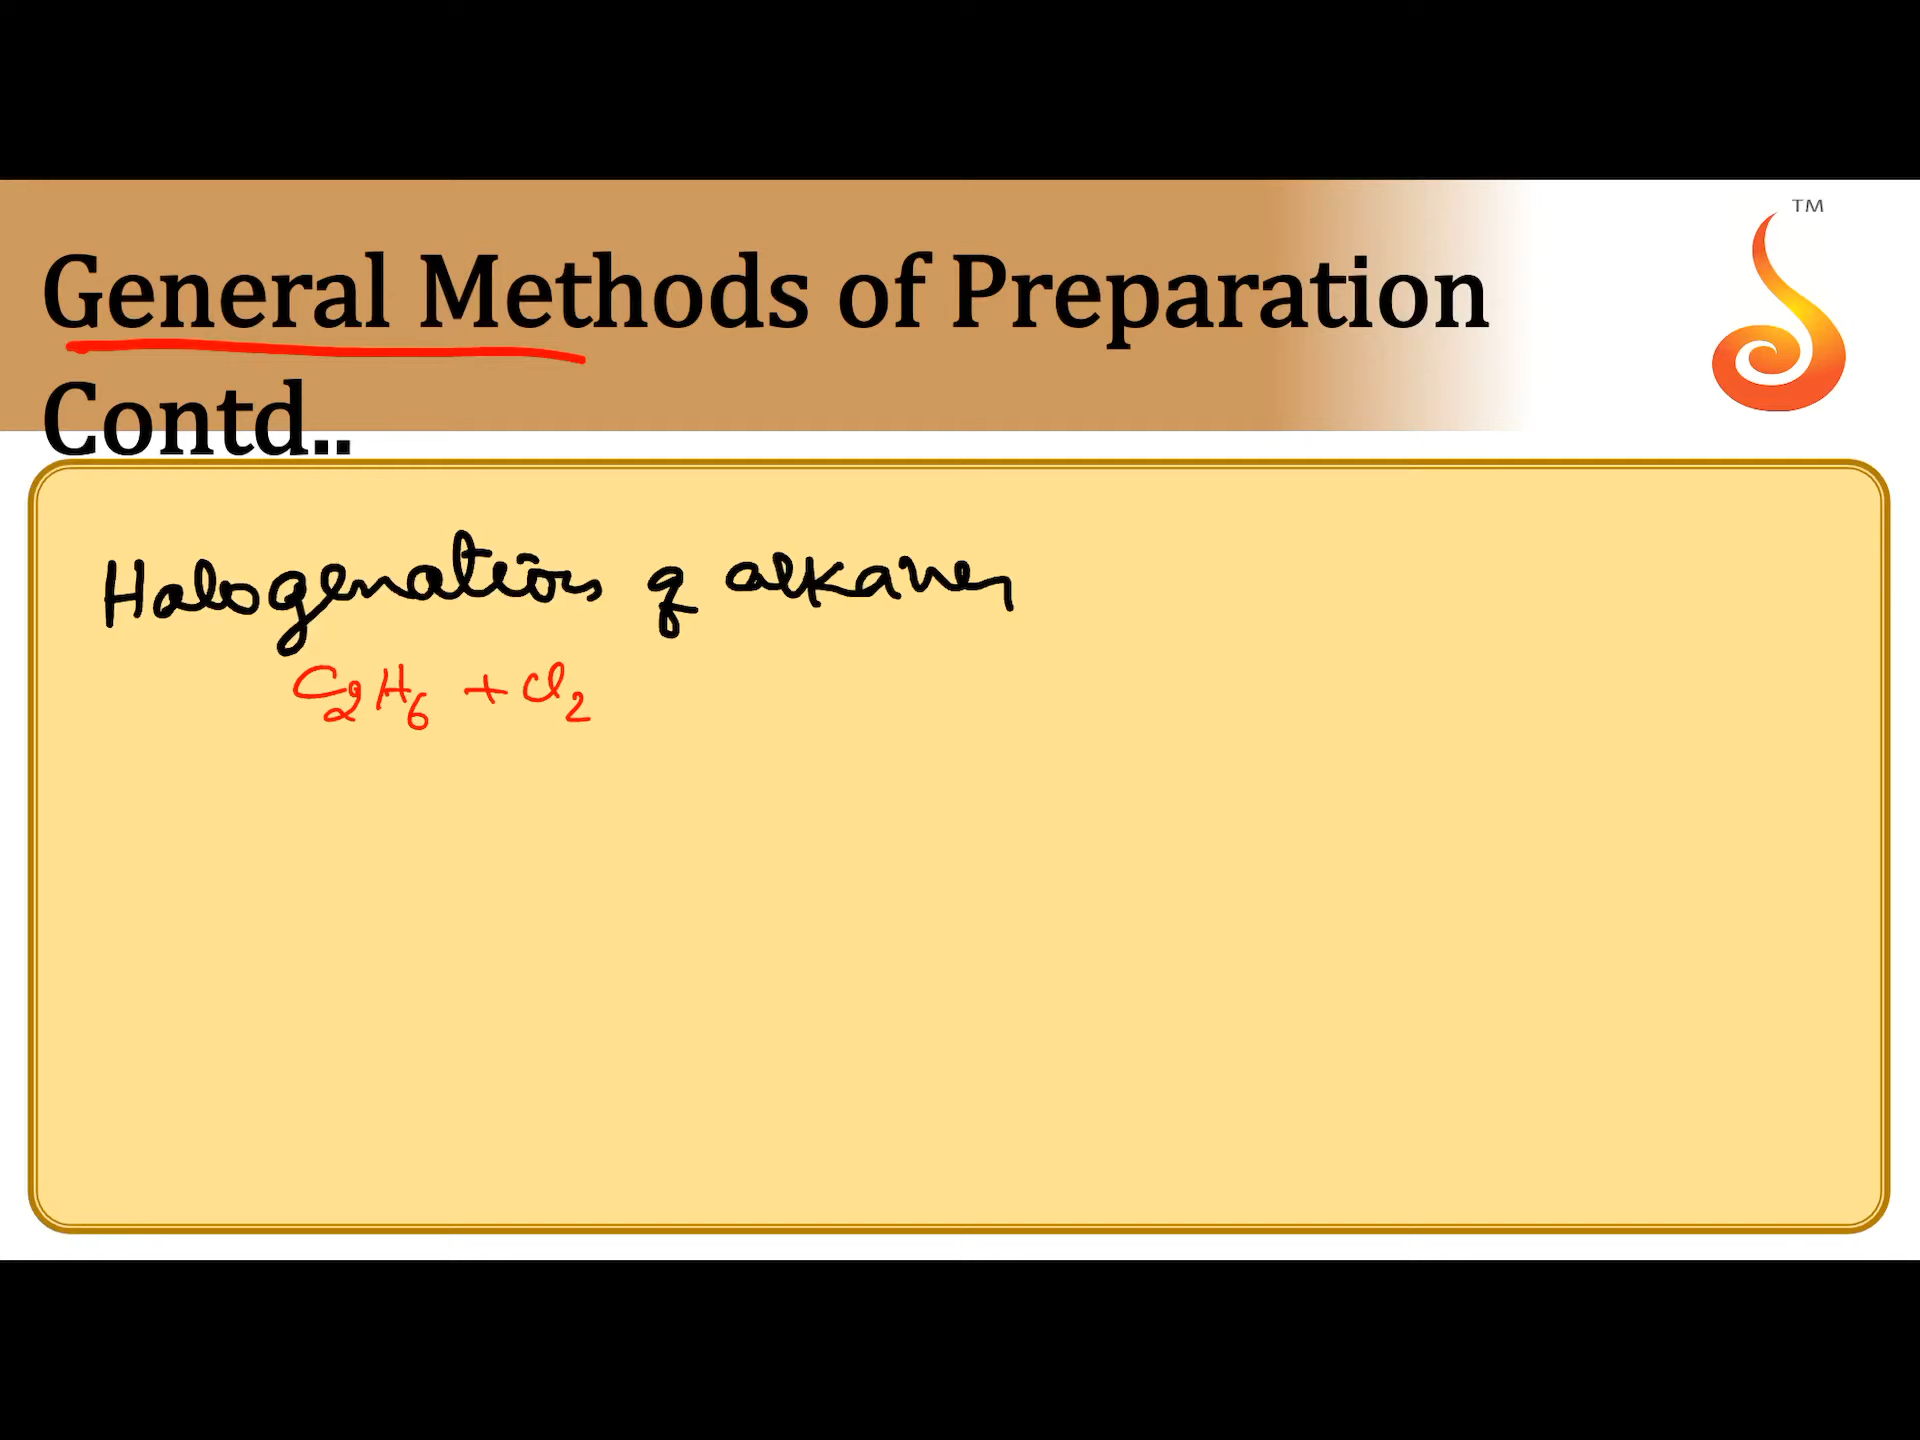 TM
General Methods of Preparation
Contd..
Halogenation of alkanes
C2H6 + Cl2